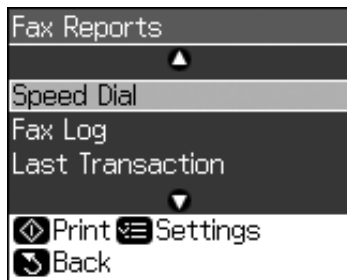 Fax Reports
Speed Dial
Fax Log
Last Transaction
Print Settings
Back